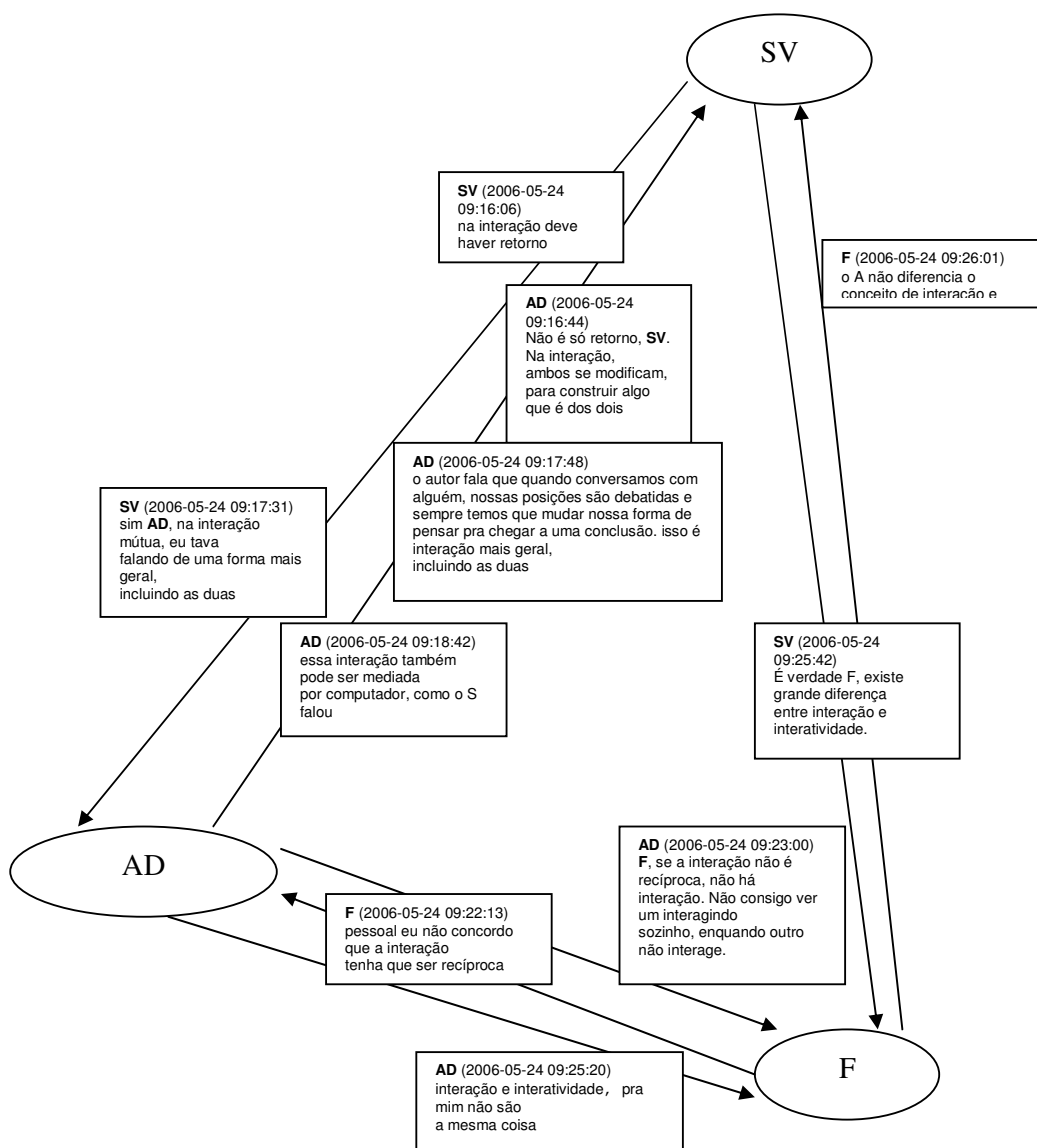 SV
SV (2006-05-24
09:16:06)
na interação deve
haver retorno
F (2006-05-24 09:26:01)
o A não diferencia o
conceito de interação e
AD (2006-05-24
09:16:44)
Não é só retorno, SV.
Na interação,
ambos se modificam,
para construir algo
que é dos dois
AD (2006-05-24 09:17:48)
o autor fala que quando conversamos com
alguém, nossas posições são debatidas e
sempre temos que mudar nossa forma de
pensar pra chegar a uma conclusão. isso é
interação mais geral,
incluindo as duas
SV (2006-05-24 09:17:31)
sim AD, na interação
mútua, eu tava
falando de uma forma mais
geral,
incluindo as duas
AD (2006-05-24 09:18:42)
essa interação também
pode ser mediada
por computador, como o S
falou
SV (2006-05-24
09:25:42)
É verdade F, existe
grande diferença
entre interação e
interatividade.
AD
AD (2006-05-24 09:23:00)
F, se a interação não é
recíproca, não há
interação. Não consigo ver
um interagindo
sozinho, enquando outro
não interage.
F (2006-05-24 09:22:13)
pessoal eu não concordo
que a interação
tenha que ser recíproca
F
AD (2006-05-24 09:25:20)
interação e interatividade, pra
mim não são
a mesma coisa